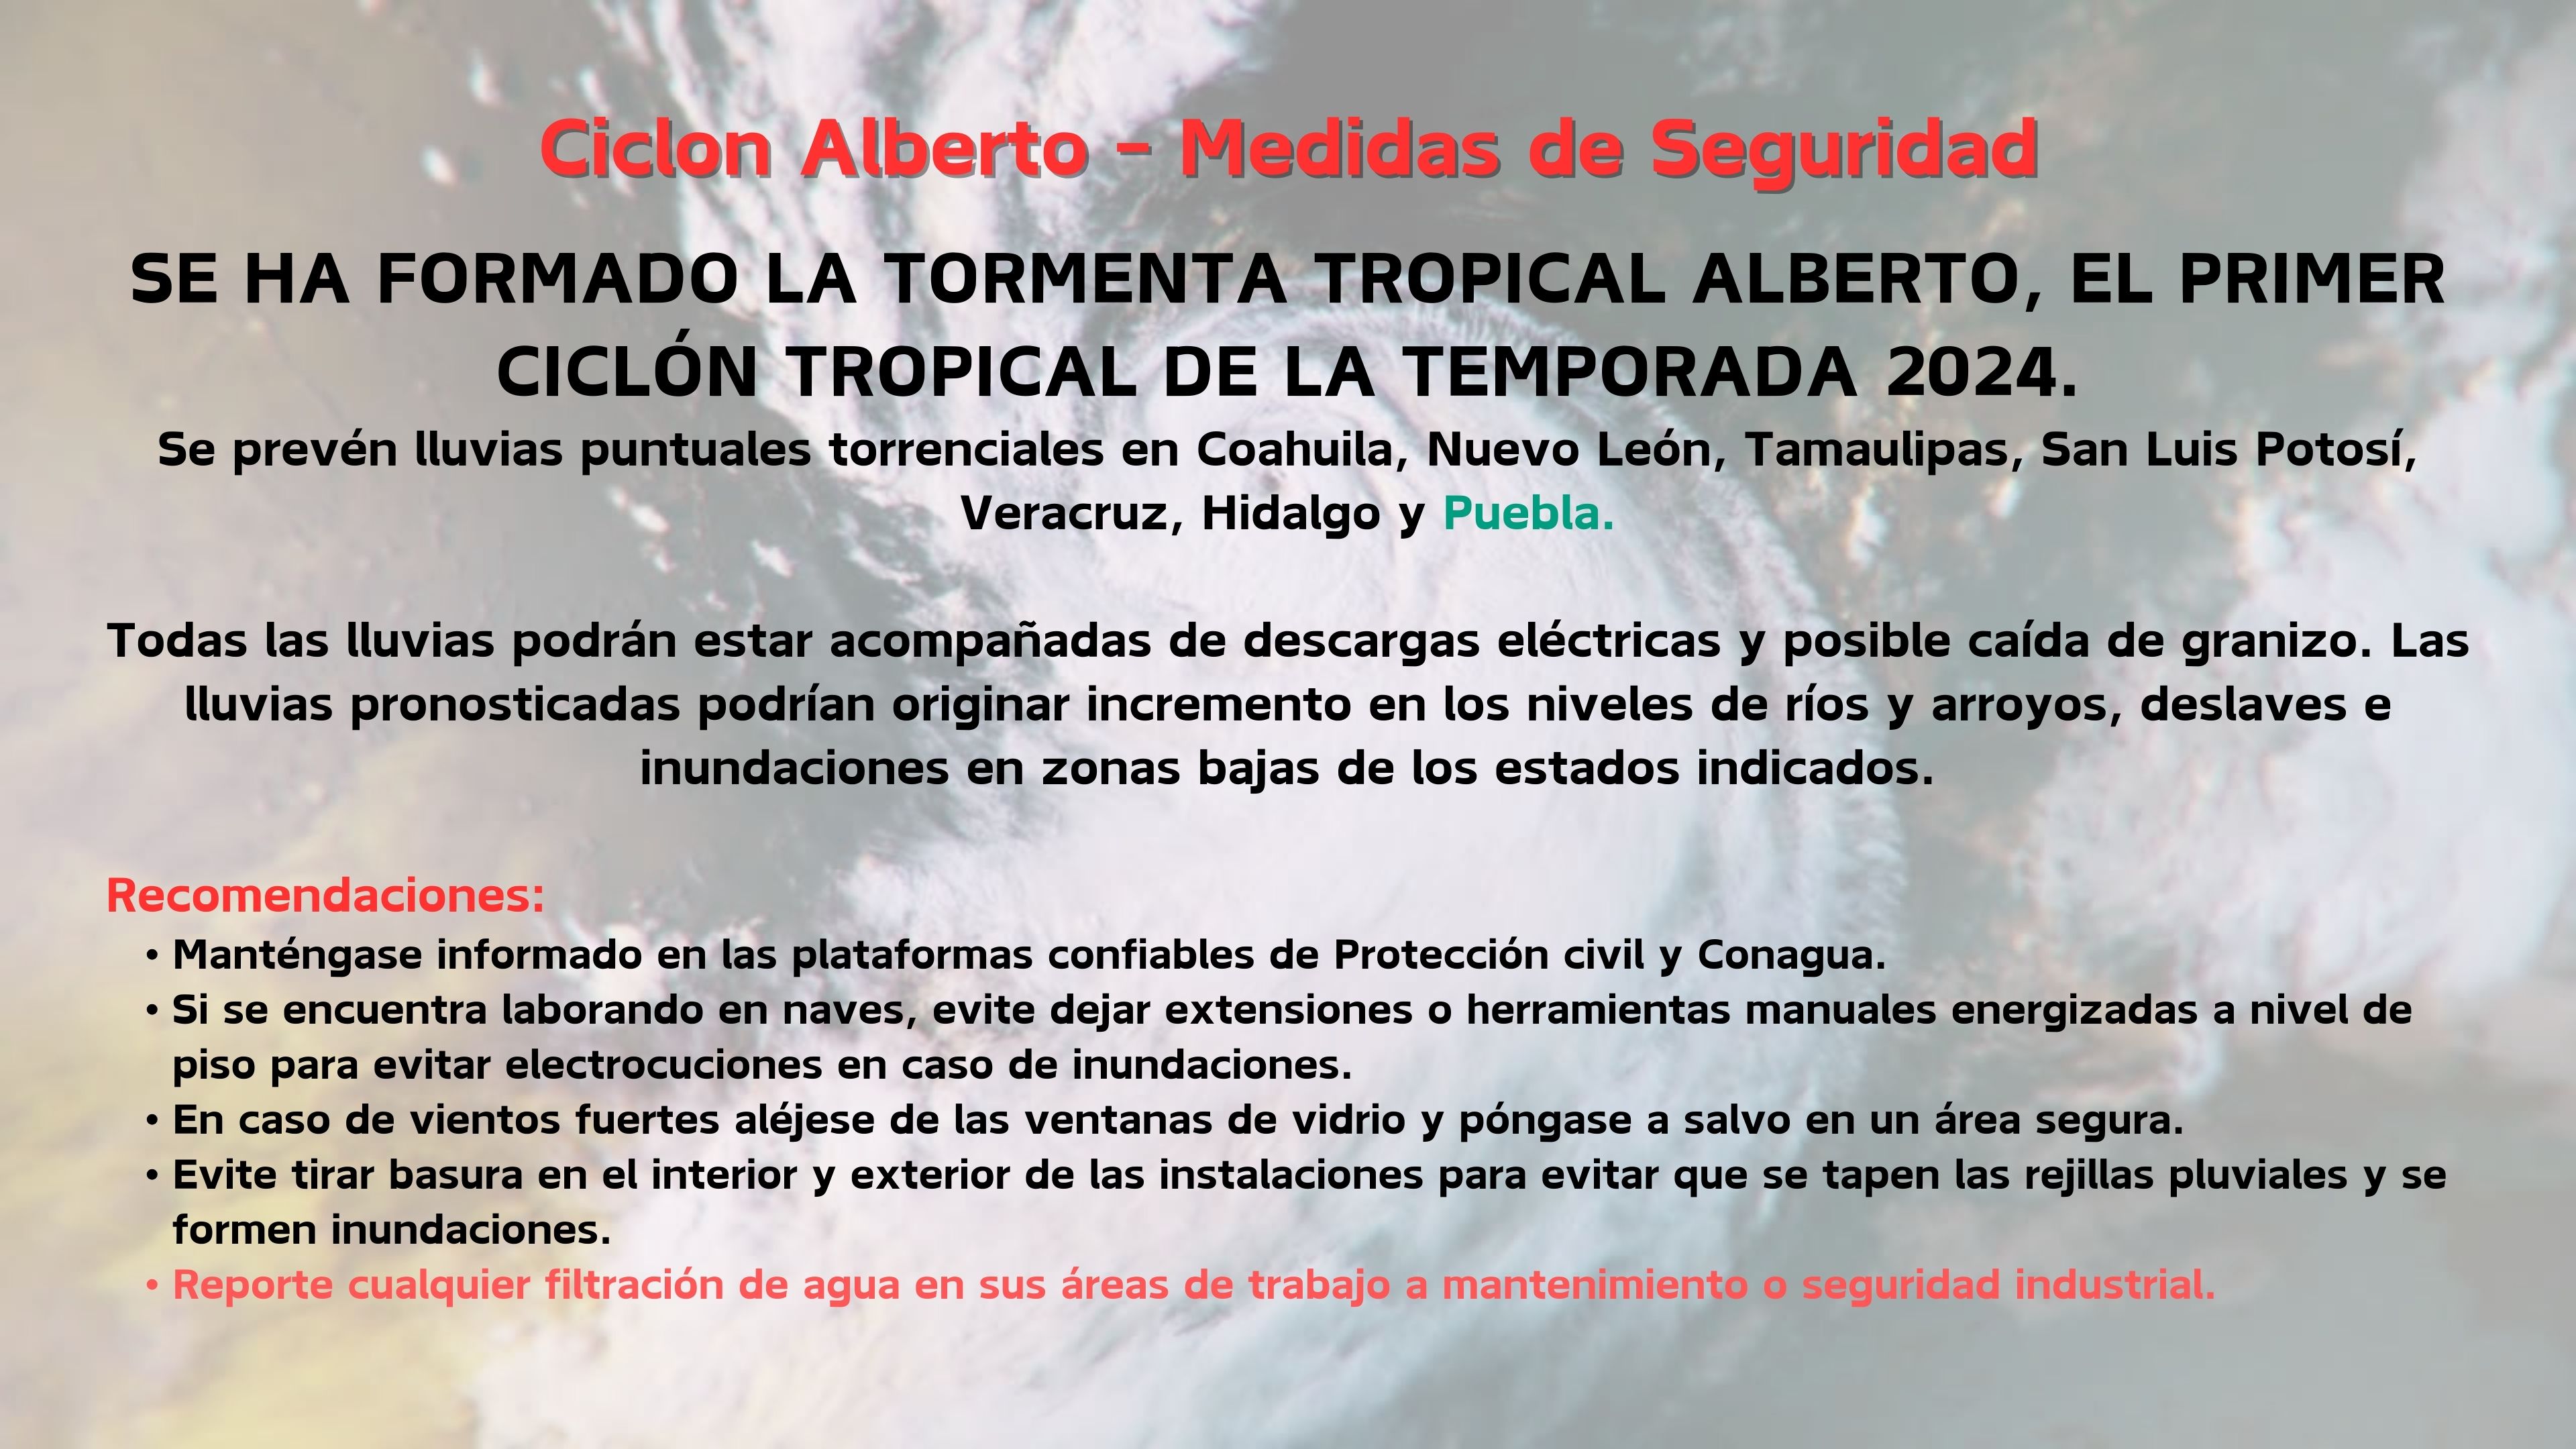 Ciclon Alberto - Medidas de Seguridad
SE HA FORMADO LA TORMENTA TROPICAL ALBERTO, EL PRIMER
CICLÓN TROPICAL DE LA TEMPORADA 2024.
Se prevén lluvias puntuales torrenciales en Coahuila, Nuevo León, Tamaulipas, San Luis Potosí,
Veracruz, Hidalgo y Puebla.
Todas las lluvias podrán estar acompañadas de descargas eléctricas y posible caída de granizo. Las
lluvias pronosticadas podrían originar incremento en los niveles de ríos y arroyos, deslaves e
inundaciones en zonas bajas de los estados indicados.
Recomendaciones:
• Manténgase informado en las plataformas confiables de Protección civil y Conagua.
• Si se encuentra laborando en naves, evite dejar extensiones o herramientas manuales energizadas a nivel de
piso para evitar electrocuciones en caso de inundaciones.
• En caso de vientos fuertes aléjese de las ventanas de vidrio y póngase a salvo en un área segura.
• Evite tirar basura en el interior y exterior de las instalaciones para evitar que se tapen las rejillas pluviales y se
formen inundaciones.
• Reporte cualquier filtración de agua en sus áreas de trabajo a mantenimiento o seguridad industrial.